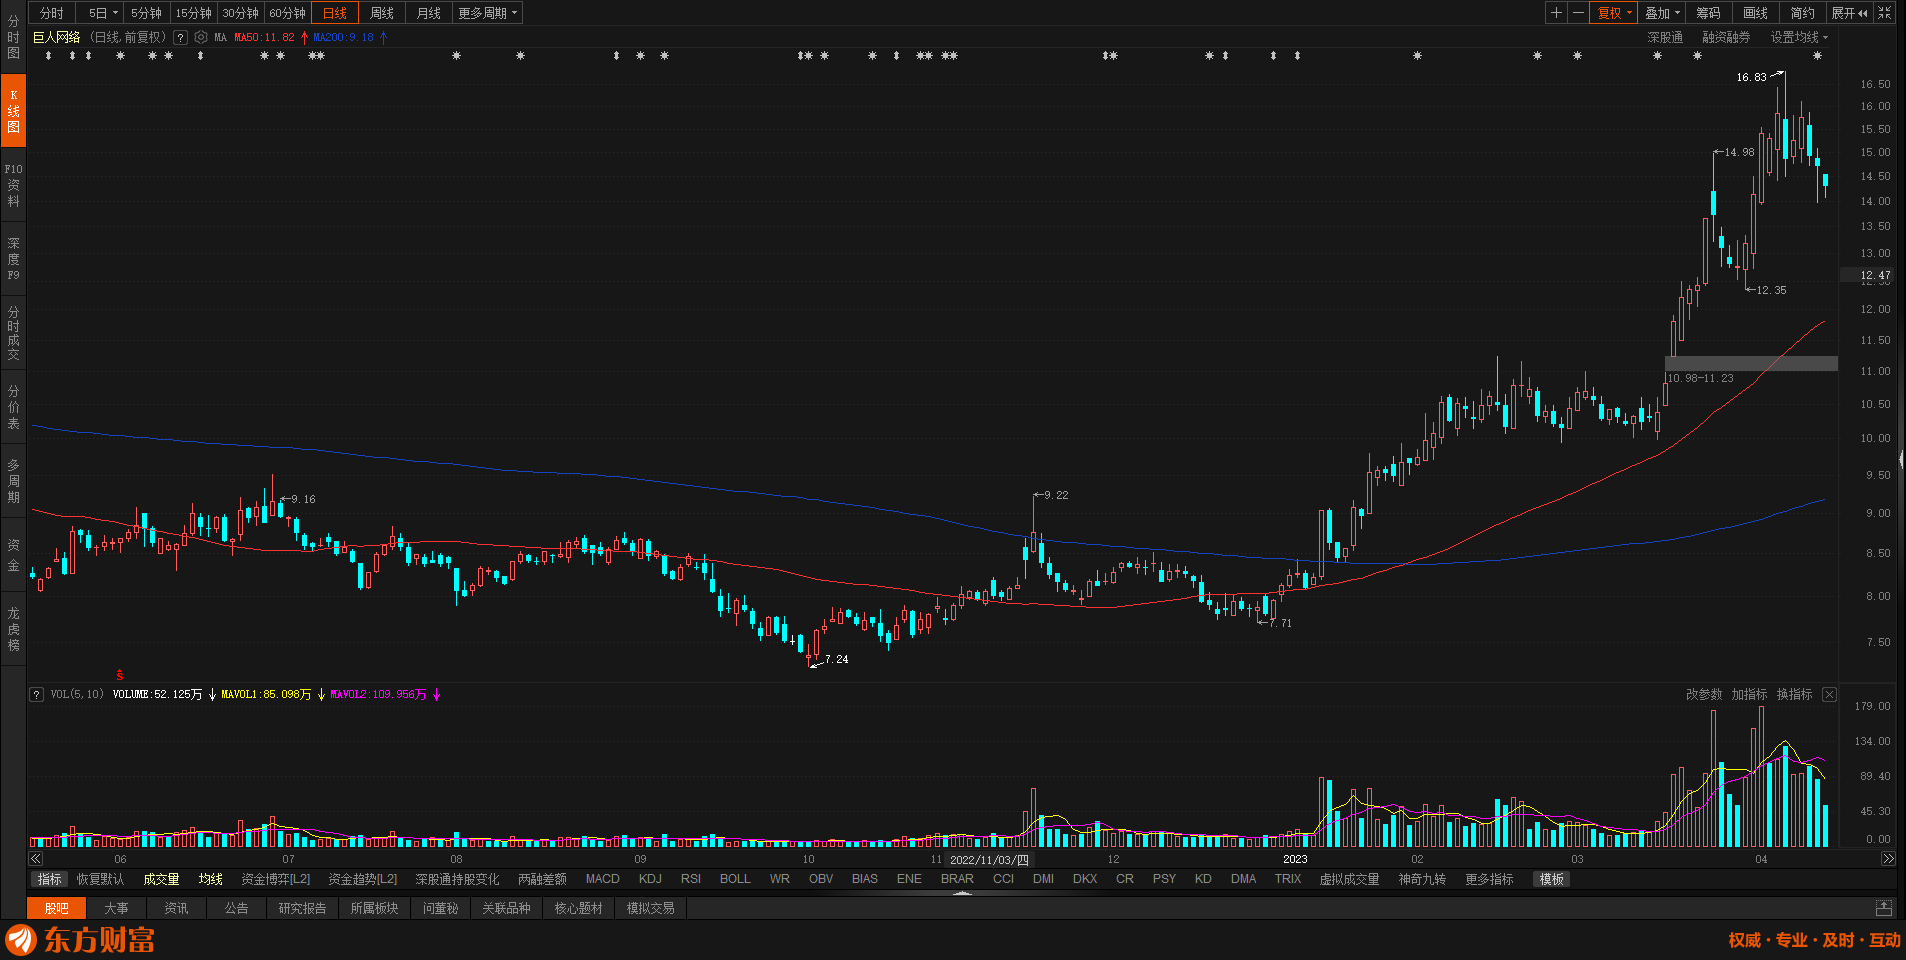 分时 5日 5分钟 15分钟 30分钟 60分钟 日线 周线 月线 更多周期 复权 叠加 筹码 画线 简约 展开
巨人网络 (日线,前复权) ? MA MA50:11.82 ↑ MA200:9.18 ↑ 深股通 融资融券 设置均线
分时图
K线图
F10资料
深度F9
分时成交
分价表
多周期
资金
龙虎榜
16.83
14.98
12.35
10.98-11.23
9.16
9.22
7.71
7.24
S
16.50
16.00
15.50
15.00
14.50
14.00
13.50
13.00
12.47
12.50
12.00
11.50
11.00
10.50
10.00
9.50
9.00
8.50
8.00
7.50
? VOL(5,10) VOLUME:52.125万 ↓ MAVOL1:85.098万 ↓ MAVOL2:109.956万 ↓ 改参数 加指标 换指标
179.00
134.00
89.40
45.30
0.00
06 07 08 09 10 11 2022/11/03/四 12 2023 02 03 04
指标 恢复默认 成交量 均线 资金博弈[L2] 资金趋势[L2] 深股通持股变化 两融差额 MACD KDJ RSI BOLL WR OBV BIAS ENE BRAR CCI DMI DKX CR PSY KD DMA TRIX 虚拟成交量 神奇九转 更多指标 模板
股吧 大事 资讯 公告 研究报告 所属板块 问董秘 关联品种 核心题材 模拟交易
东方财富 权威·专业·及时·互动